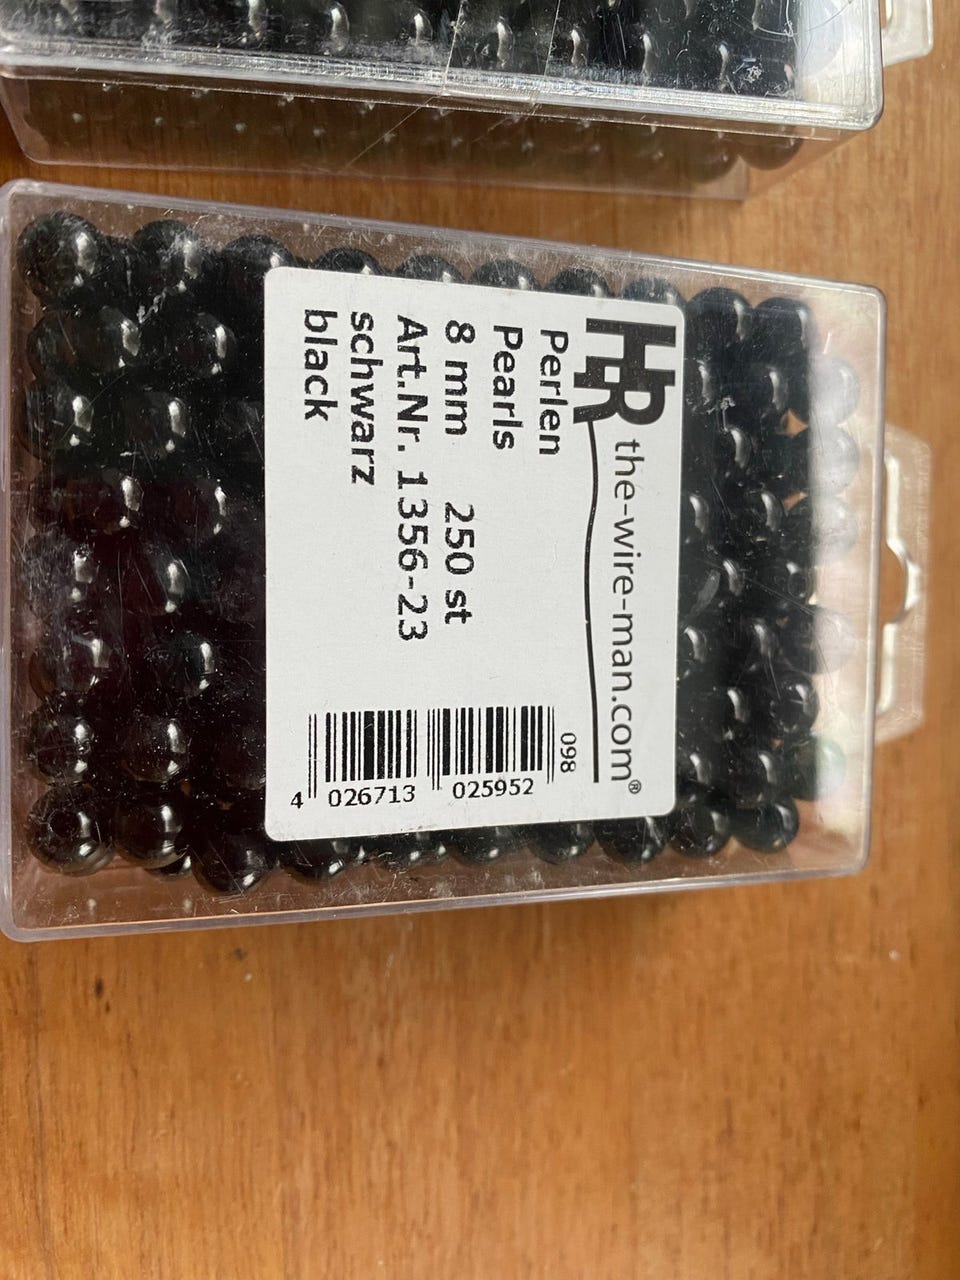 HR the-wire-man.com®
Perlen
Pearls
8 mm 250 st
Art.Nr. 1356-23
schwarz
black
098
4 026713 025952